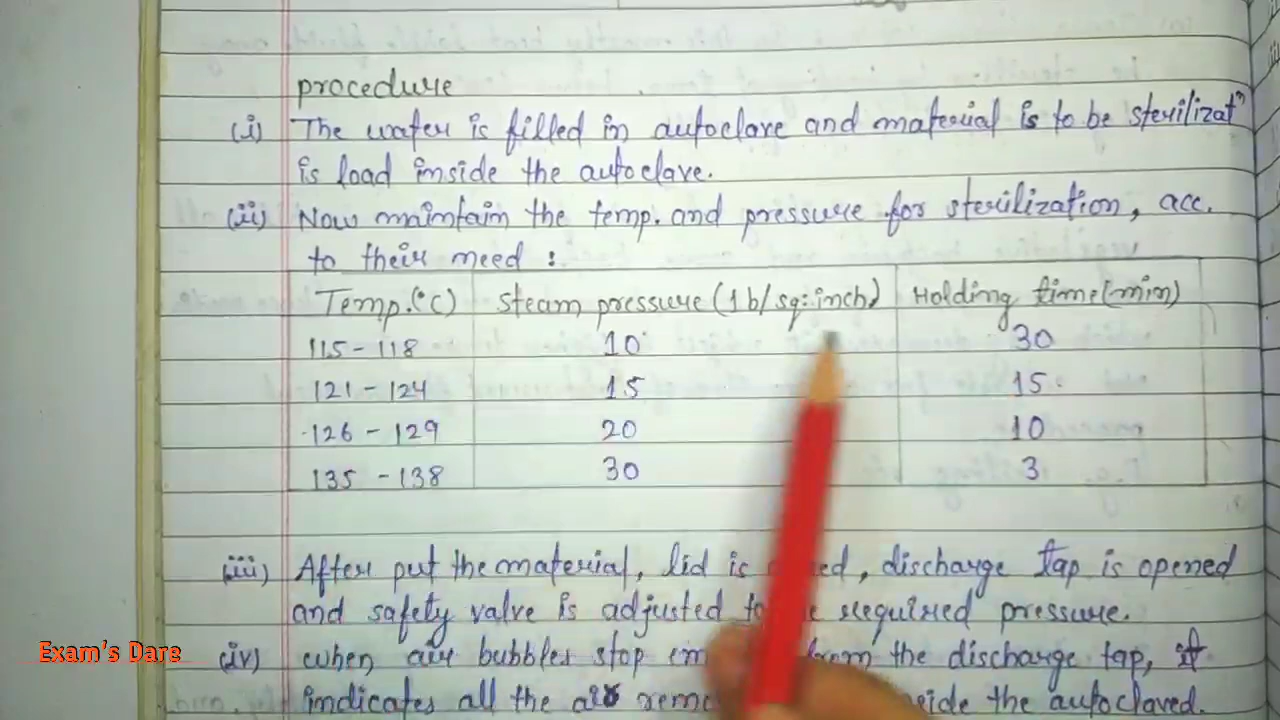 procedure
(i) The water is filled in autoclave and material is to be sterilizatⁿ
is load inside the autoclave.
(ii) Now maintain the temp. and pressure for sterilization, acc.
to their need :
Temp.(°C) Steam pressure (1b/sq:inch) Holding time(min)
115-118 10 30
121-124 15 15
126-129 20 10
135-138 30 3
(iii) After put the material, lid is , discharge tap is opened
and safety valve is adjusted required pressure.
(iv) when air bubbles stop from the discharge tap, it
indicates all the air the autoclaved.
Exam's Dare